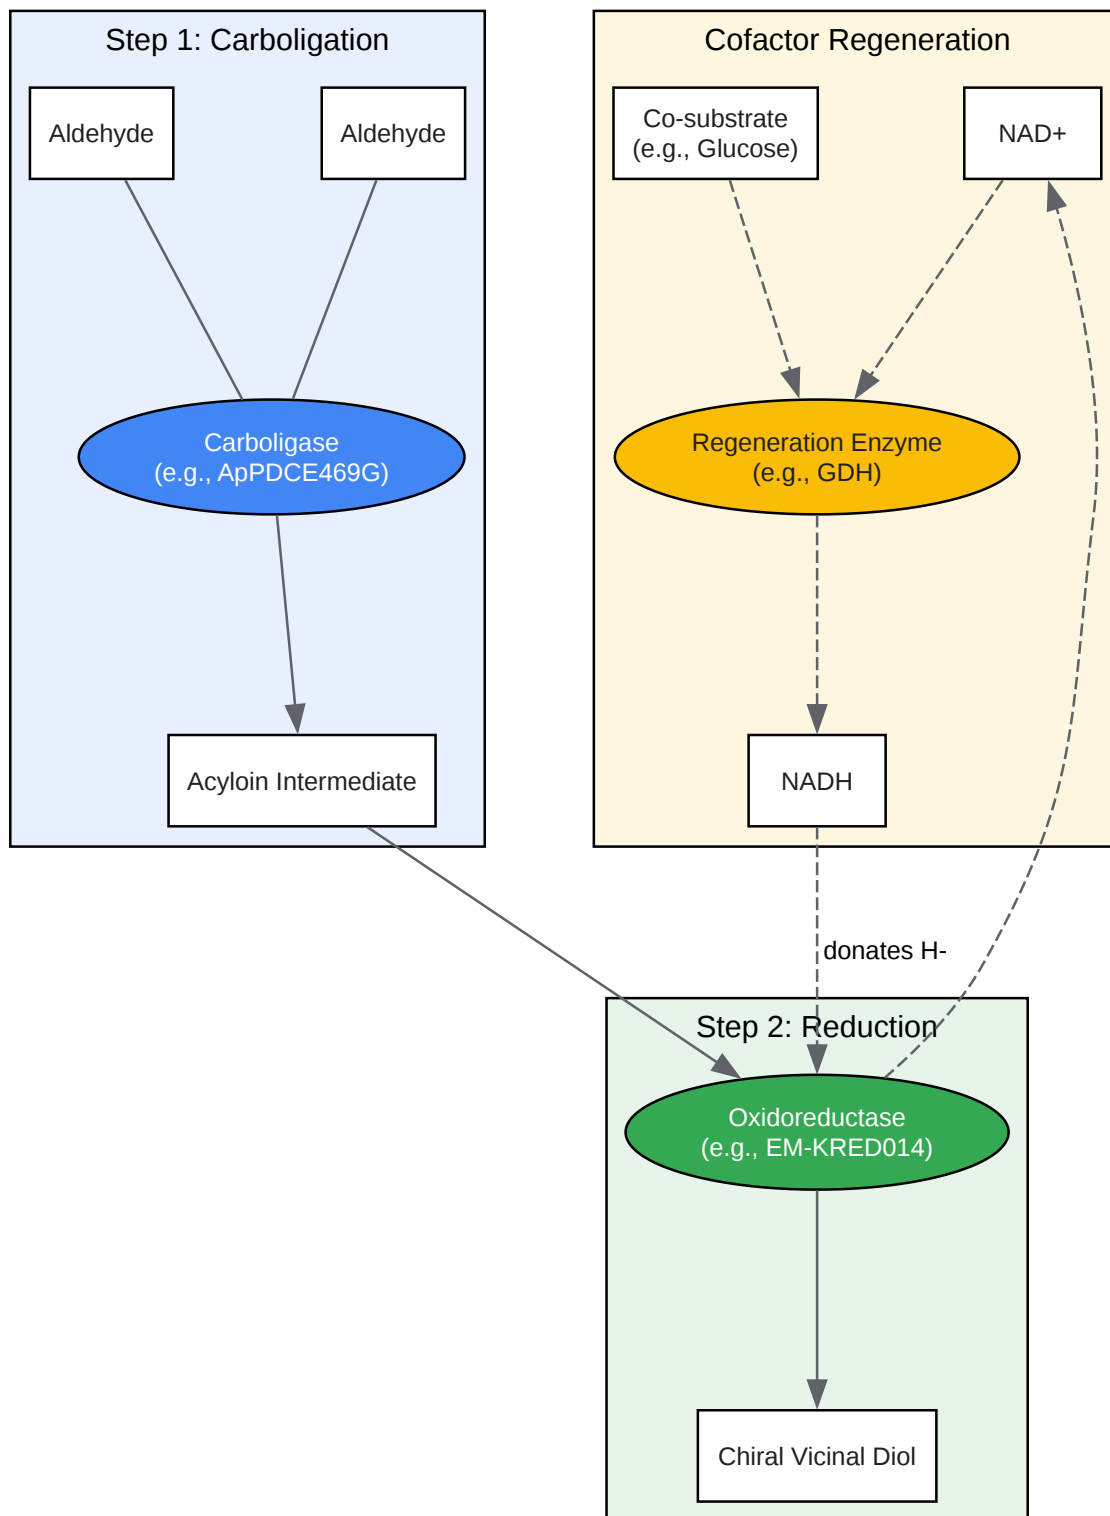 Step 1: Carboligation
Aldehyde
Aldehyde
Carboligase
(e.g., ApPDCE469G)
Acyloin Intermediate
Cofactor Regeneration
Co-substrate
(e.g., Glucose)
NAD+
Regeneration Enzyme
(e.g., GDH)
NADH
donates H-
Step 2: Reduction
Oxidoreductase
(e.g., EM-KRED014)
Chiral Vicinal Diol